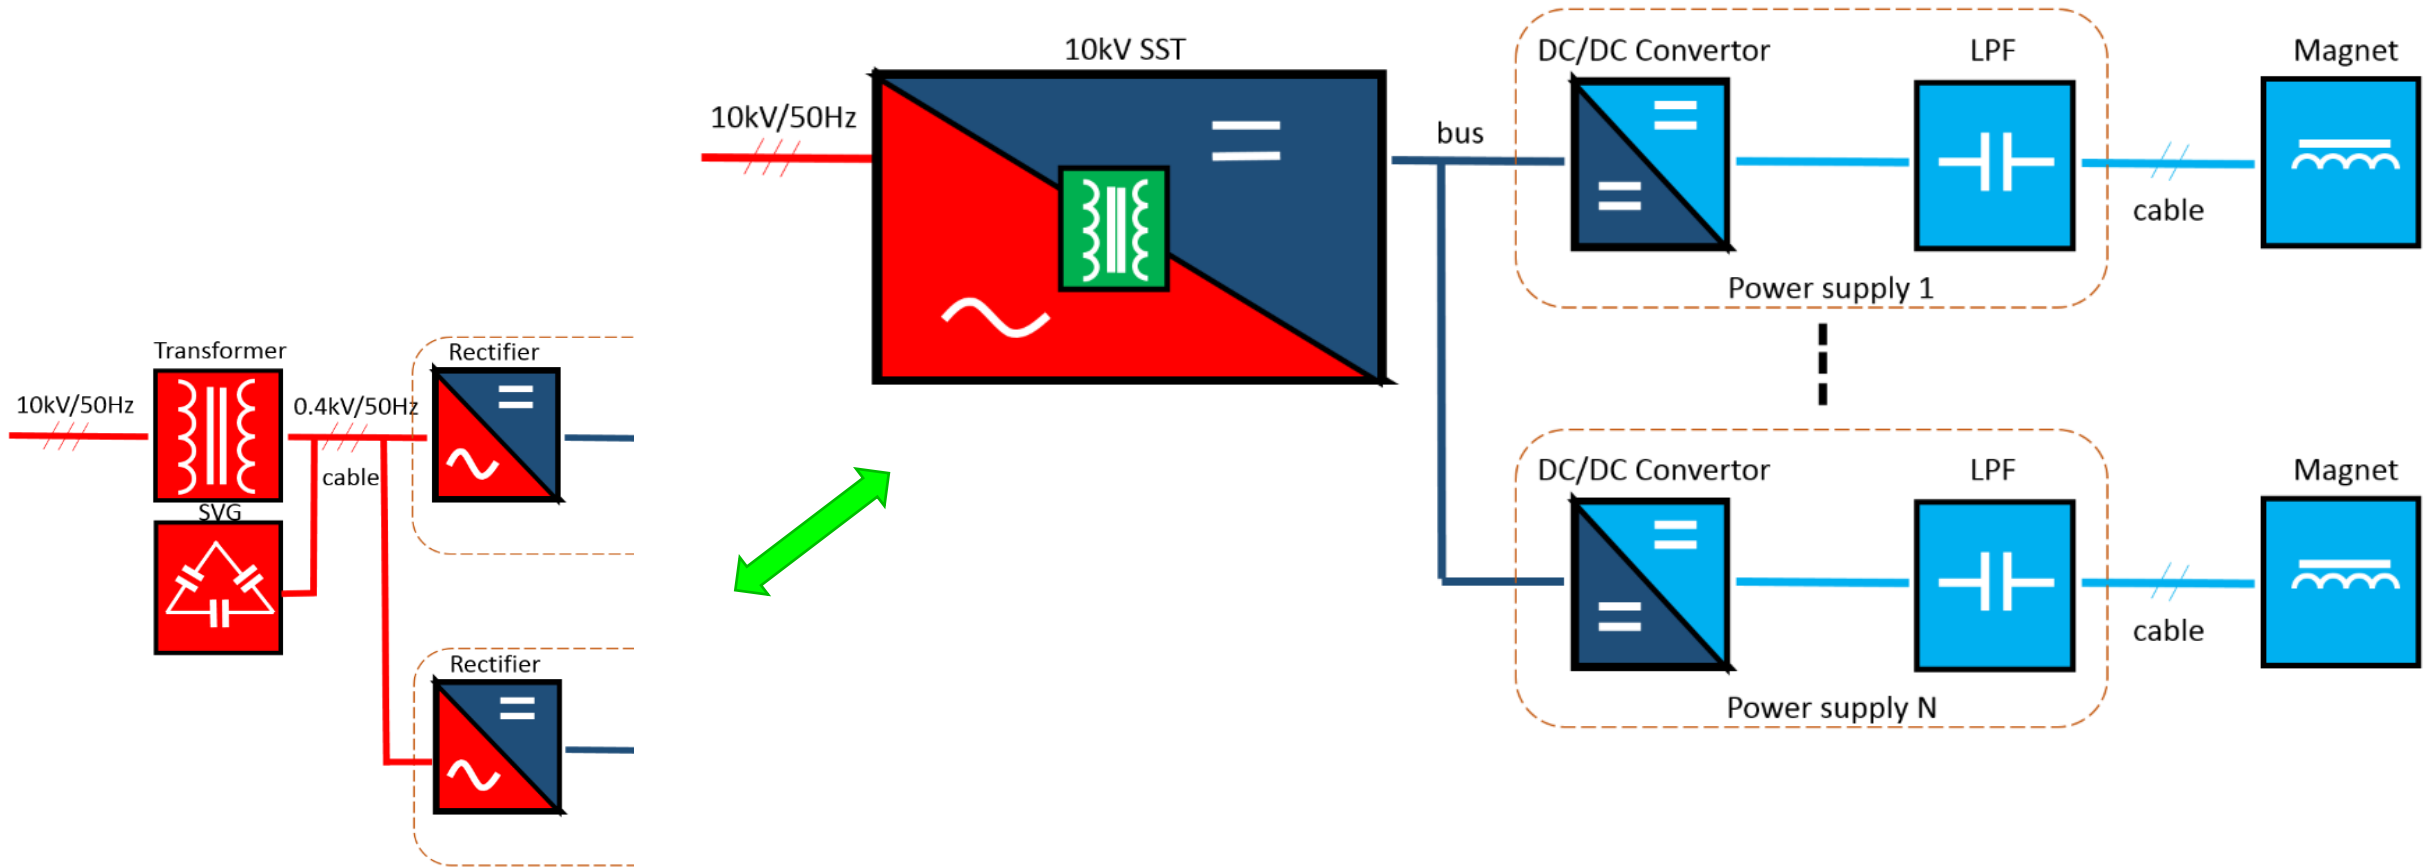 10kV SST
10kV/50Hz
bus
DC/DC Convertor
LPF
Magnet
cable
Power supply 1
DC/DC Convertor
LPF
Magnet
cable
Power supply N
Transformer
Rectifier
10kV/50Hz
0.4kV/50Hz
cable
SVG
Rectifier